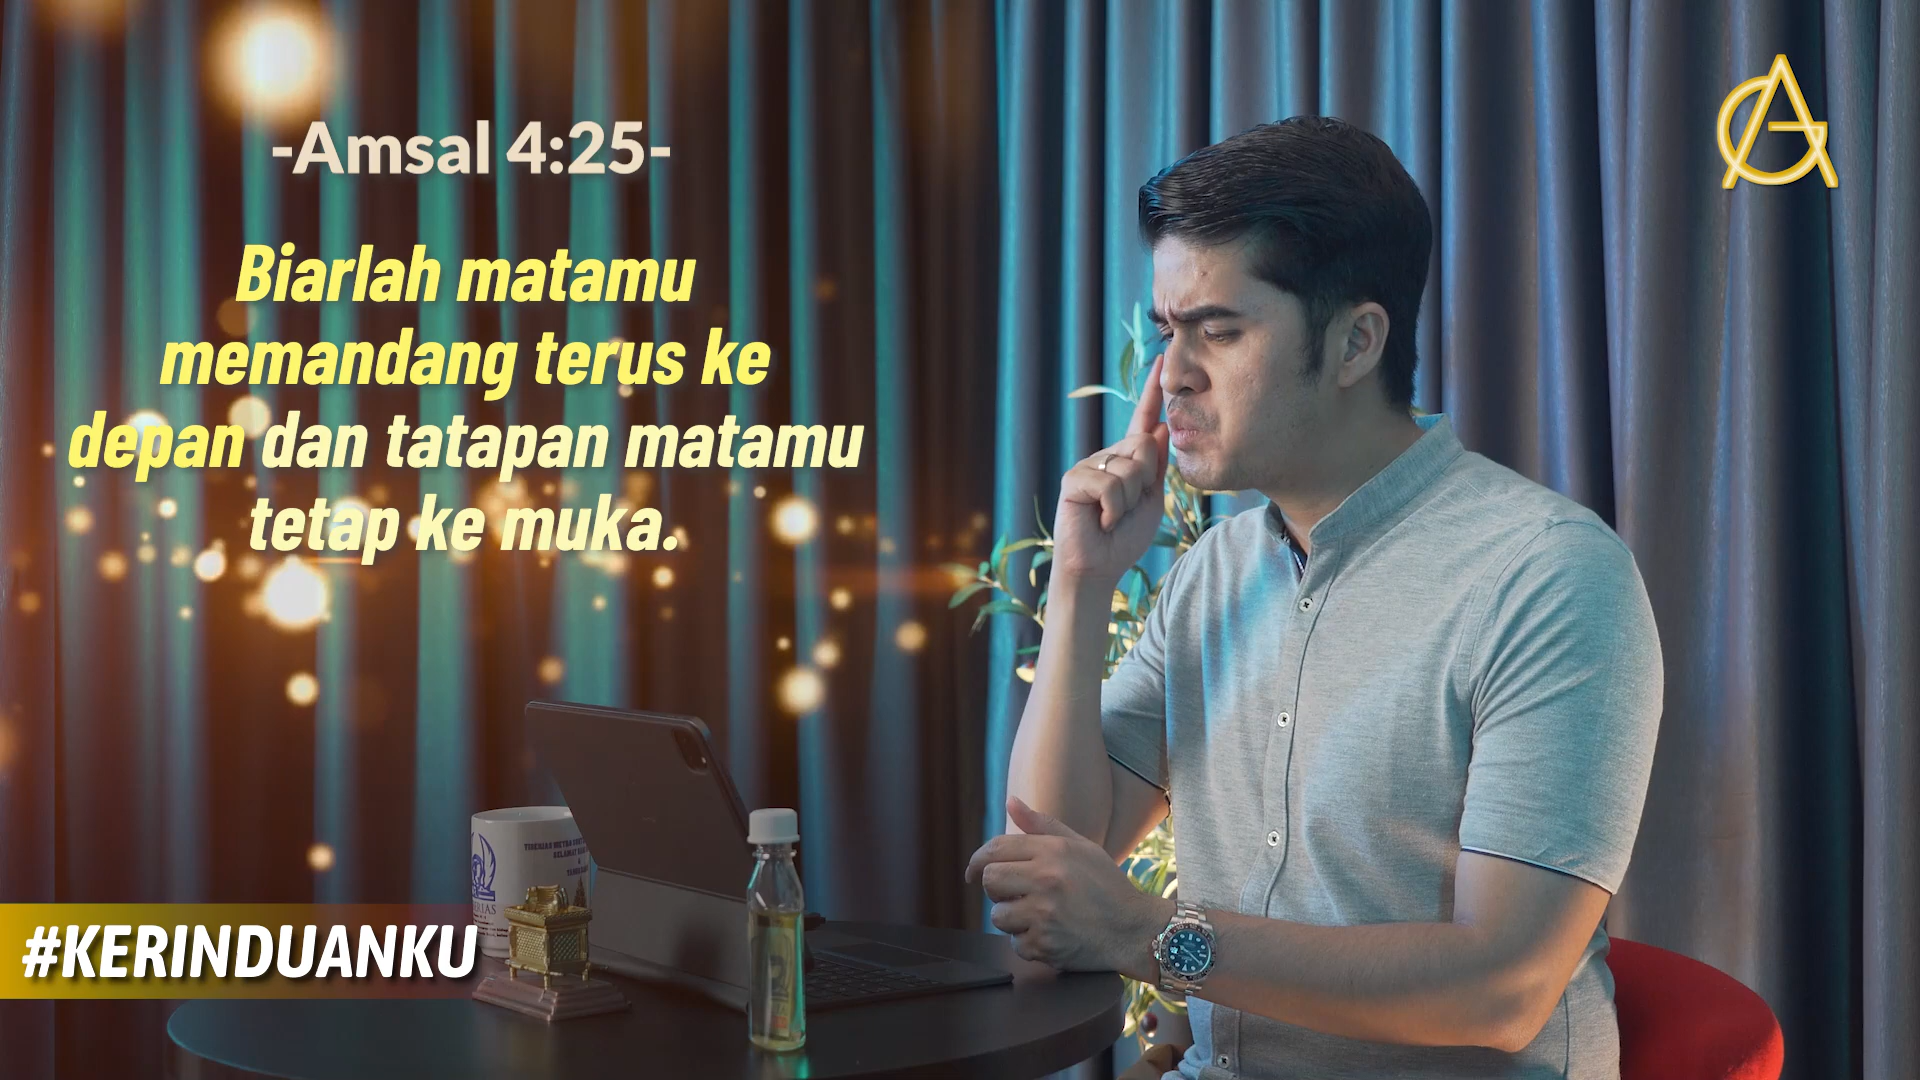 -Amsal 4:25-
Biarlah matamu
memandang terus ke
depan dan tatapan matamu
tetap ke muka.
#KERINDUANKU